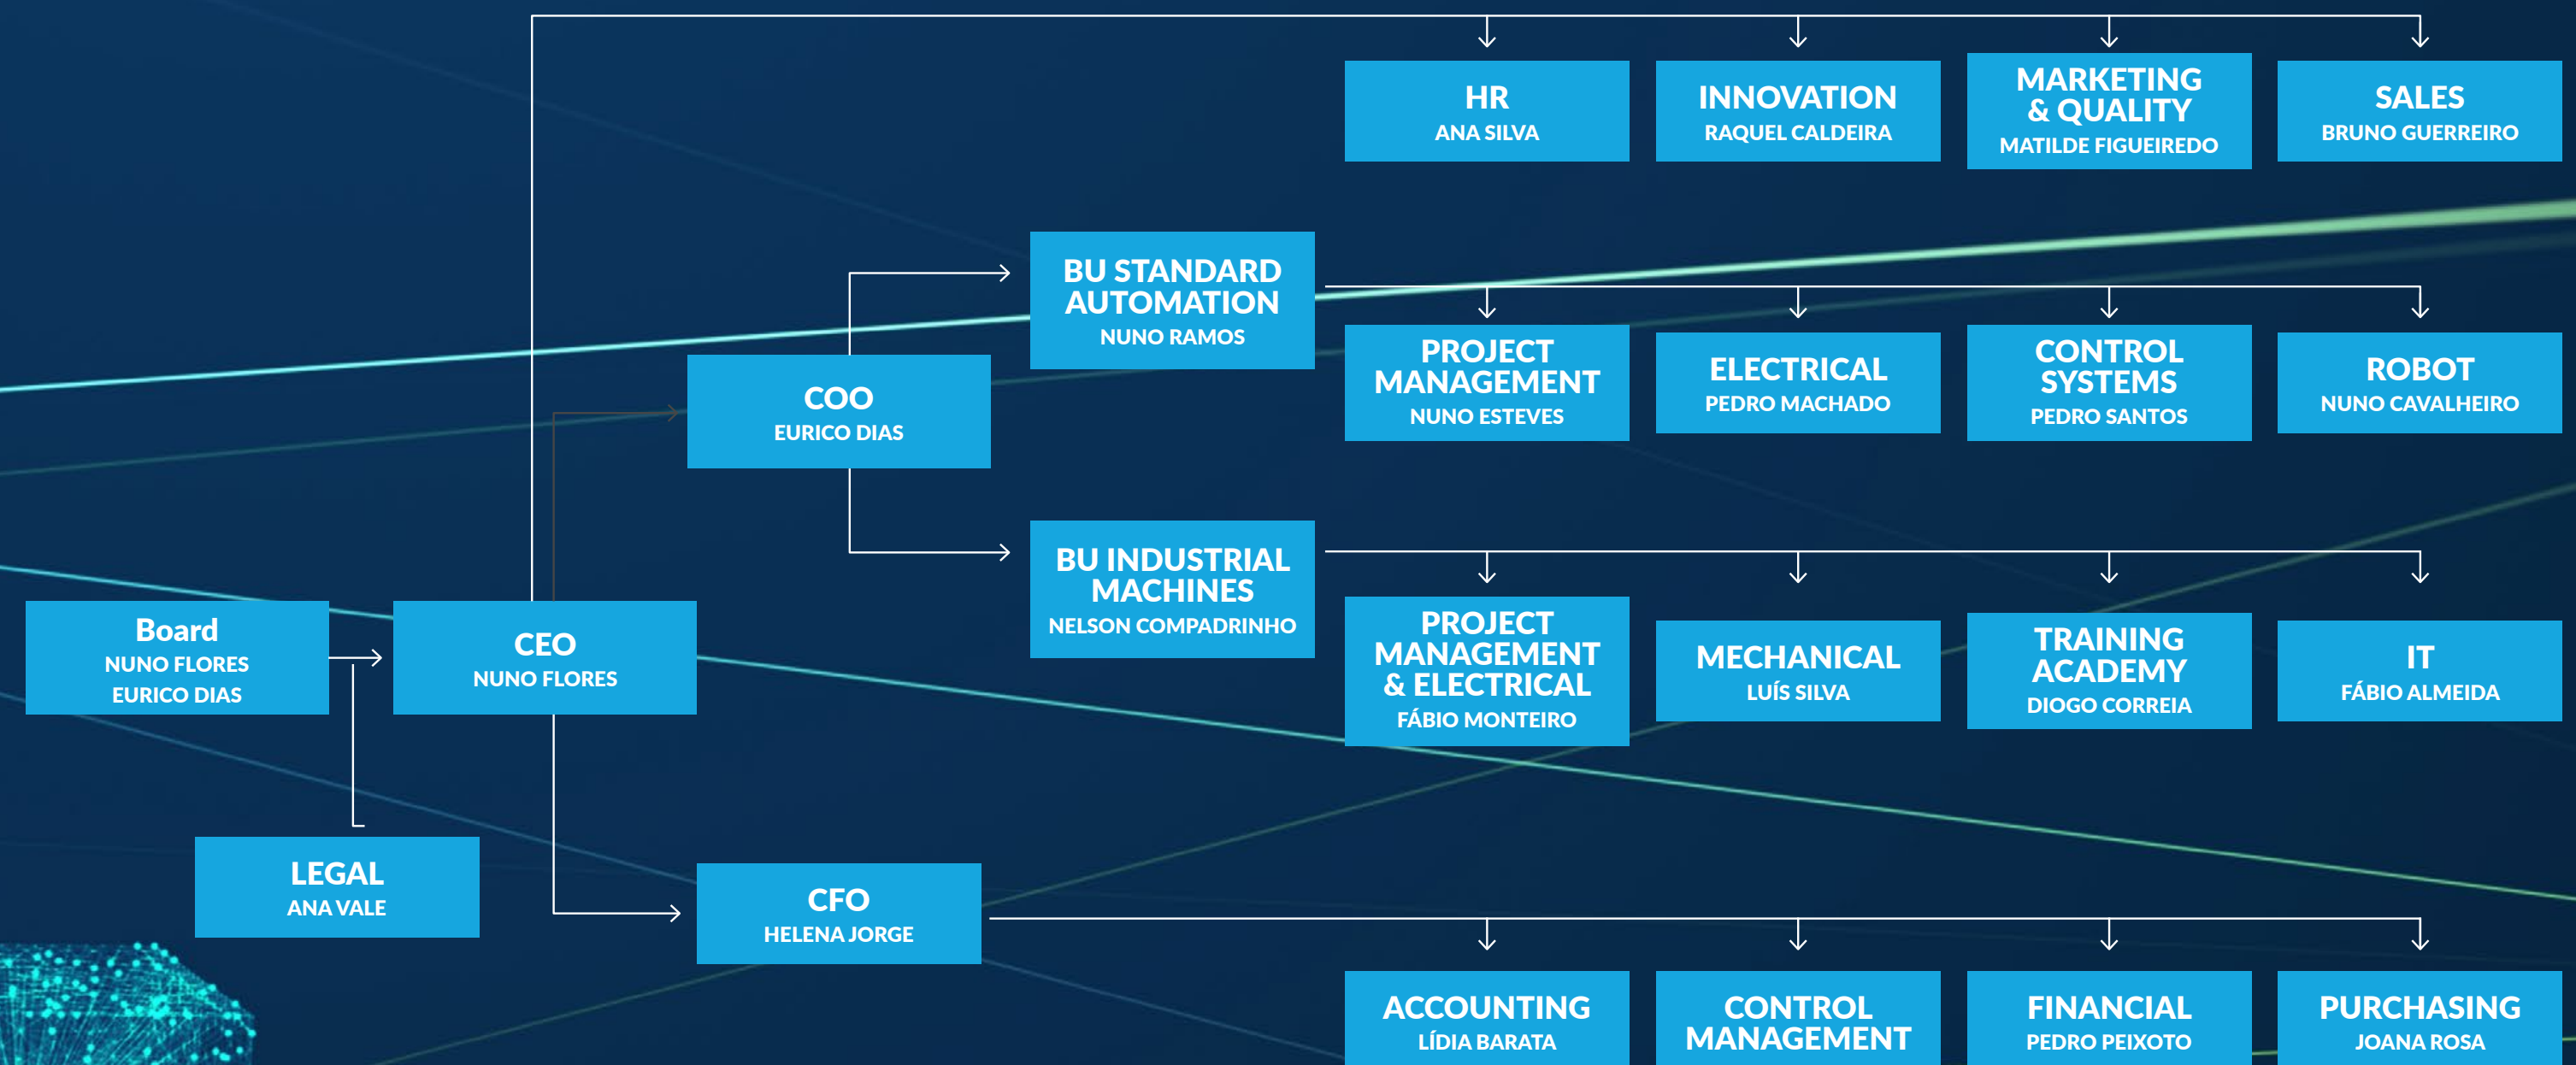 HR
ANA SILVA
INNOVATION
RAQUEL CALDEIRA
MARKETING
& QUALITY
MATILDE FIGUEIREDO
SALES
BRUNO GUERREIRO
BU STANDARD
AUTOMATION
NUNO RAMOS
PROJECT
MANAGEMENT
NUNO ESTEVES
ELECTRICAL
PEDRO MACHADO
CONTROL
SYSTEMS
PEDRO SANTOS
ROBOT
NUNO CAVALHEIRO
COO
EURICO DIAS
BU INDUSTRIAL
MACHINES
NELSON COMPADRINHO
PROJECT
MANAGEMENT
& ELECTRICAL
FÁBIO MONTEIRO
MECHANICAL
LUÍS SILVA
TRAINING
ACADEMY
DIOGO CORREIA
IT
FÁBIO ALMEIDA
Board
NUNO FLORES
EURICO DIAS
CEO
NUNO FLORES
LEGAL
ANA VALE
CFO
HELENA JORGE
ACCOUNTING
LÍDIA BARATA
CONTROL
MANAGEMENT
FINANCIAL
PEDRO PEIXOTO
PURCHASING
JOANA ROSA